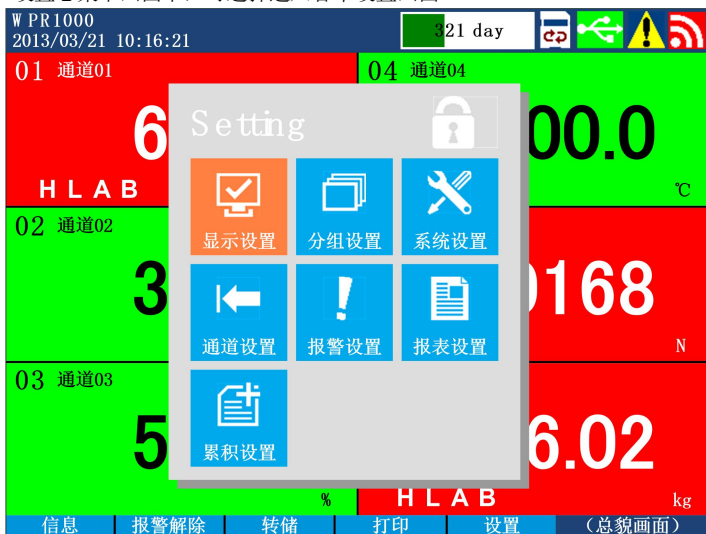 WPR1000
2013/03/21 10:16:21
321 day
01 通道01
6
HLAB
04 通道04
00.0
℃
02 通道02
3
0168
N
03 通道03
5
%
6.02
HLAB
kg
Setting
显示设置
分组设置
系统设置
通道设置
报警设置
报表设置
累积设置
信息
报警解除
转储
打印
设置
(总貌画面)